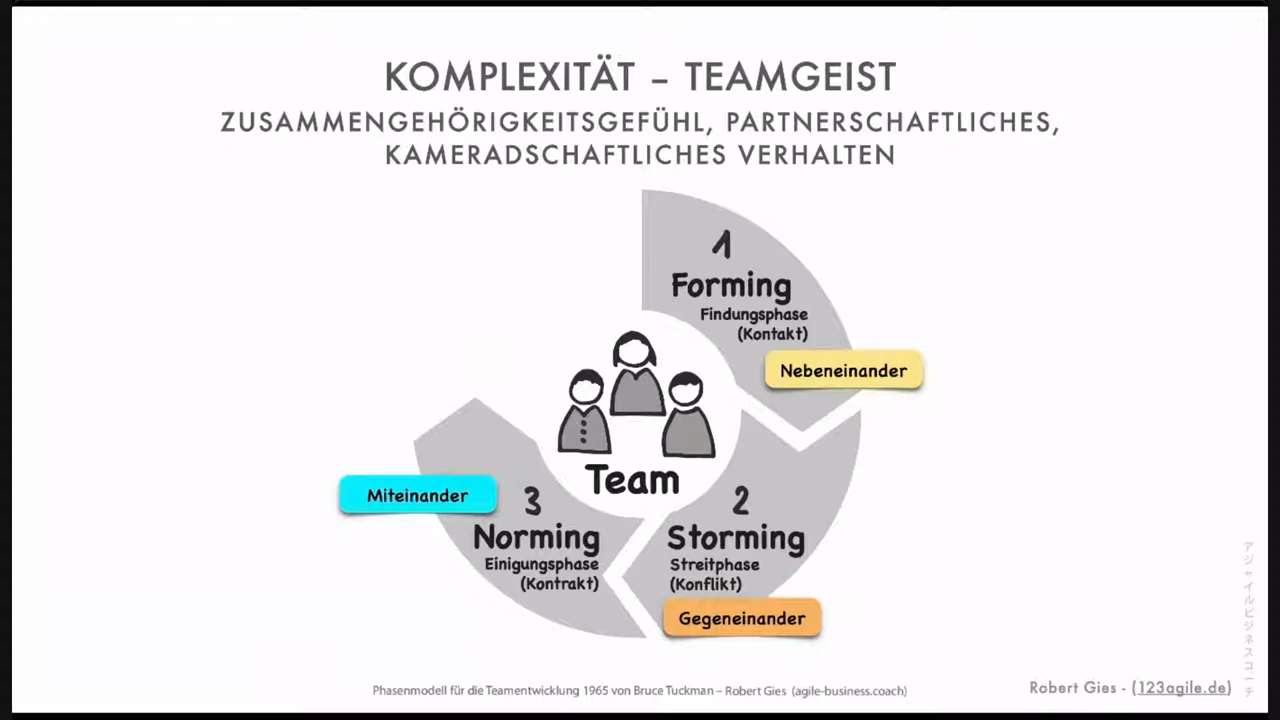 KOMPLEXITÄT – TEAMGEIST
ZUSAMMENGEHÖRIGKEITSGEFÜHL, PARTNERSCHAFTLICHES,
KAMERADSCHAFTLICHES VERHALTEN
1
Forming
Findungsphase
(Kontakt)
Nebeneinander
Team
2
Storming
Streitphase
(Konflikt)
Gegeneinander
3
Norming
Einigungsphase
(Kontrakt)
Miteinander
Phasenmodell für die Teamentwicklung 1965 von Bruce Tuckman – Robert Gies (agile-business.coach)
Robert Gies - (123agile.de)
アジャイルビジネスコーチ